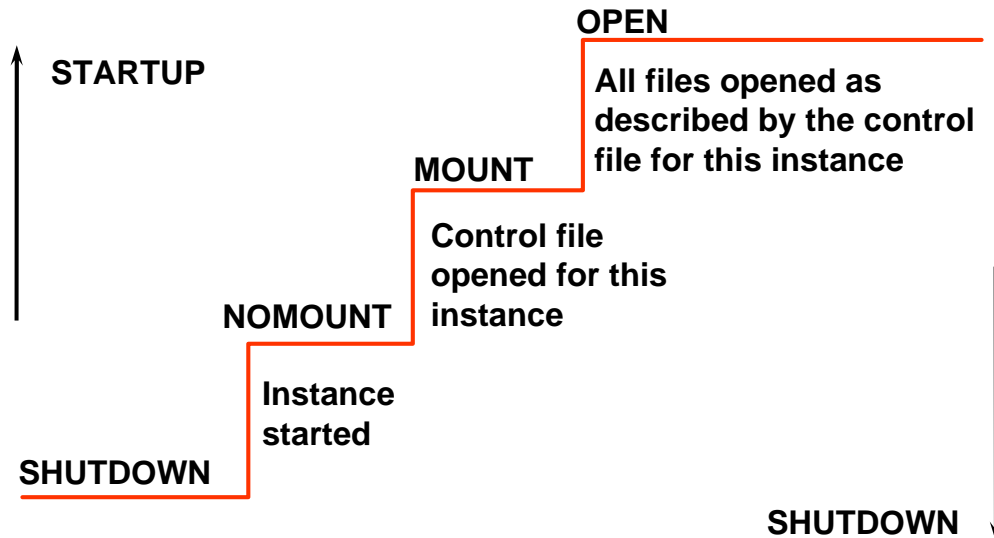 OPEN
STARTUP
All files opened as
described by the control
file for this instance
MOUNT
Control file
opened for this
instance
NOMOUNT
Instance
started
SHUTDOWN
SHUTDOWN